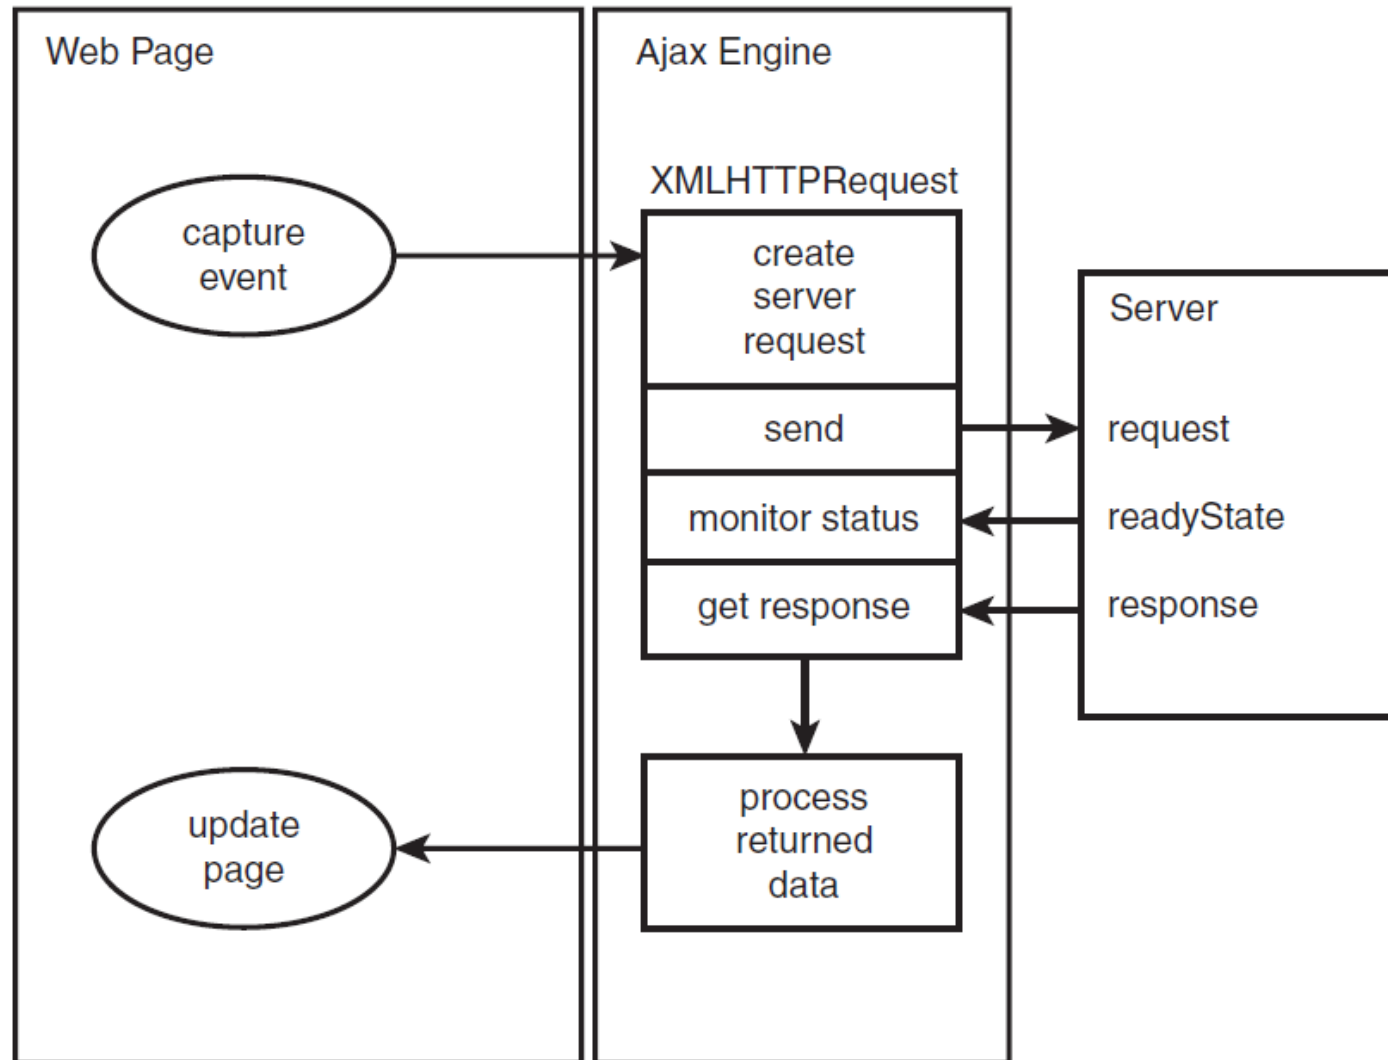 Web Page
Ajax Engine
XMLHTTPRequest
capture
event
create
server
request
Server
send
request
monitor status
readyState
get response
response
update
page
process
returned
data